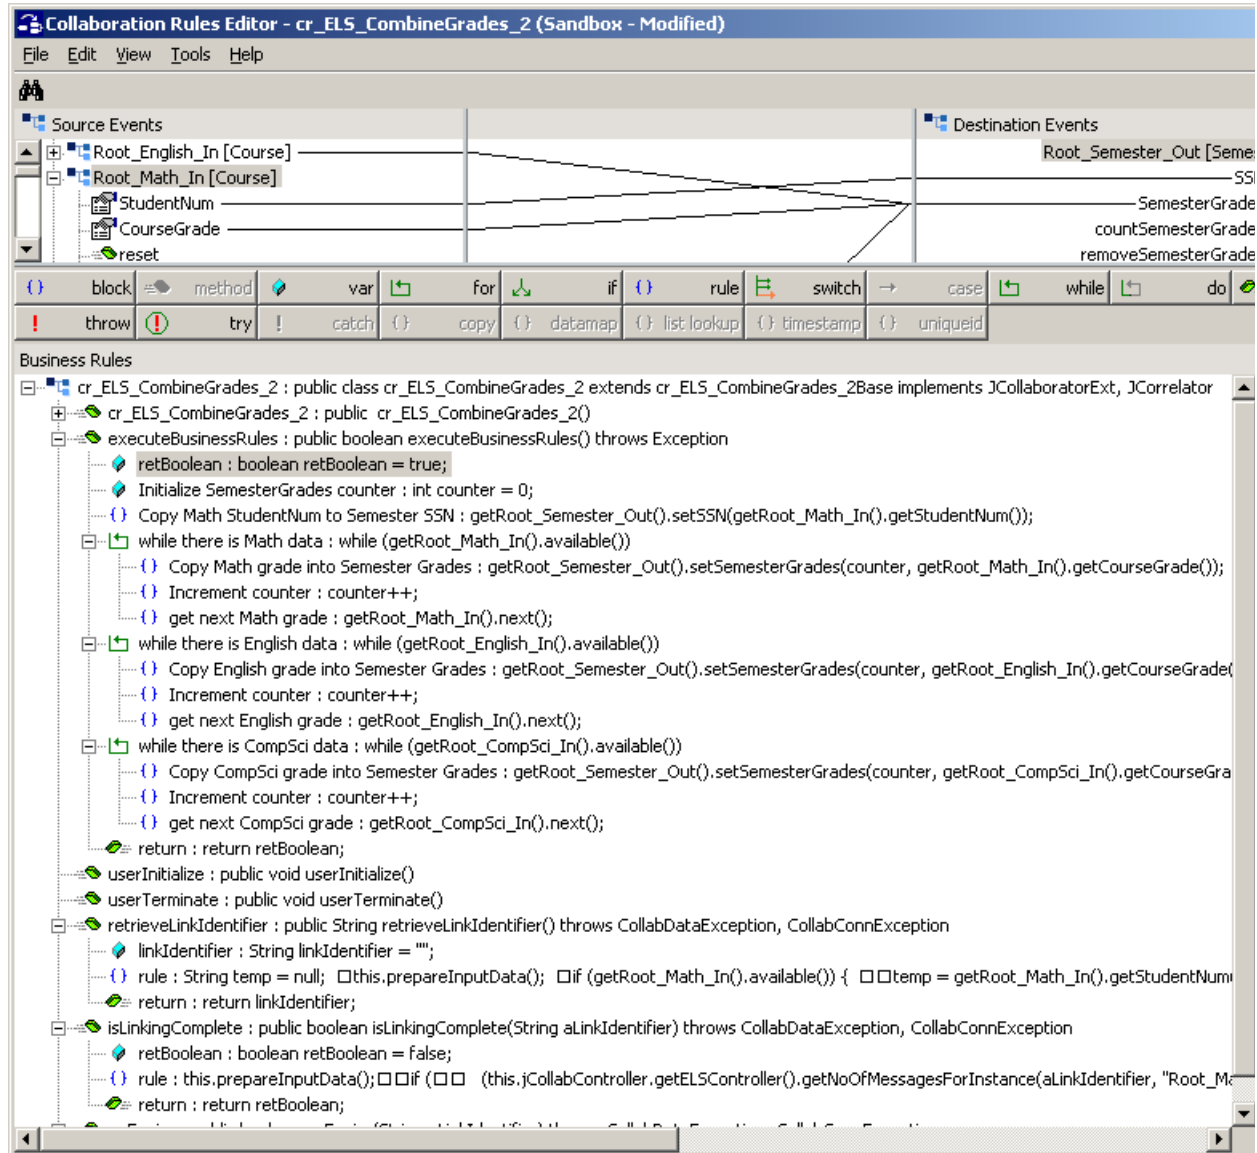 Collaboration Rules Editor - cr_ELS_CombineGrades_2 (Sandbox - Modified)
File Edit View Tools Help
Source Events
Destination Events
Root_English_In [Course]
Root_Semester_Out [Semes
Root_Math_In [Course]
SSN
StudentNum
SemesterGrade
CourseGrade
countSemesterGrade
reset
removeSemesterGrade
block method var for if rule switch case while do
throw try catch copy datamap list lookup timestamp uniqueid
Business Rules
cr_ELS_CombineGrades_2 : public class cr_ELS_CombineGrades_2 extends cr_ELS_CombineGrades_2Base implements JCollaboratorExt, JCorrelator
cr_ELS_CombineGrades_2 : public cr_ELS_CombineGrades_2()
executeBusinessRules : public boolean executeBusinessRules() throws Exception
retBoolean : boolean retBoolean = true;
Initialize SemesterGrades counter : int counter = 0;
Copy Math StudentNum to Semester SSN : getRoot_Semester_Out().setSSN(getRoot_Math_In().getStudentNum());
while there is Math data : while (getRoot_Math_In().available())
Copy Math grade into Semester Grades : getRoot_Semester_Out().setSemesterGrades(counter, getRoot_Math_In().getCourseGrade());
Increment counter : counter++;
get next Math grade : getRoot_Math_In().next();
while there is English data : while (getRoot_English_In().available())
Copy English grade into Semester Grades : getRoot_Semester_Out().setSemesterGrades(counter, getRoot_English_In().getCourseGrade(
Increment counter : counter++;
get next English grade : getRoot_English_In().next();
while there is CompSci data : while (getRoot_CompSci_In().available())
Copy CompSci grade into Semester Grades : getRoot_Semester_Out().setSemesterGrades(counter, getRoot_CompSci_In().getCourseGra
Increment counter : counter++;
get next CompSci grade : getRoot_CompSci_In().next();
return : return retBoolean;
userInitialize : public void userInitialize()
userTerminate : public void userTerminate()
retrieveLinkIdentifier : public String retrieveLinkIdentifier() throws CollabDataException, CollabConnException
linkIdentifier : String linkIdentifier = "";
rule : String temp = null; □this.prepareInputData(); □if (getRoot_Math_In().available()) { □□temp = getRoot_Math_In().getStudentNum
return : return linkIdentifier;
isLinkingComplete : public boolean isLinkingComplete(String aLinkIdentifier) throws CollabDataException, CollabConnException
retBoolean : boolean retBoolean = false;
rule : this.prepareInputData();□□if (□□ (this.jCollabController.getELSController().getNoOfMessagesForInstance(aLinkIdentifier, "Root_Ma
return : return retBoolean;